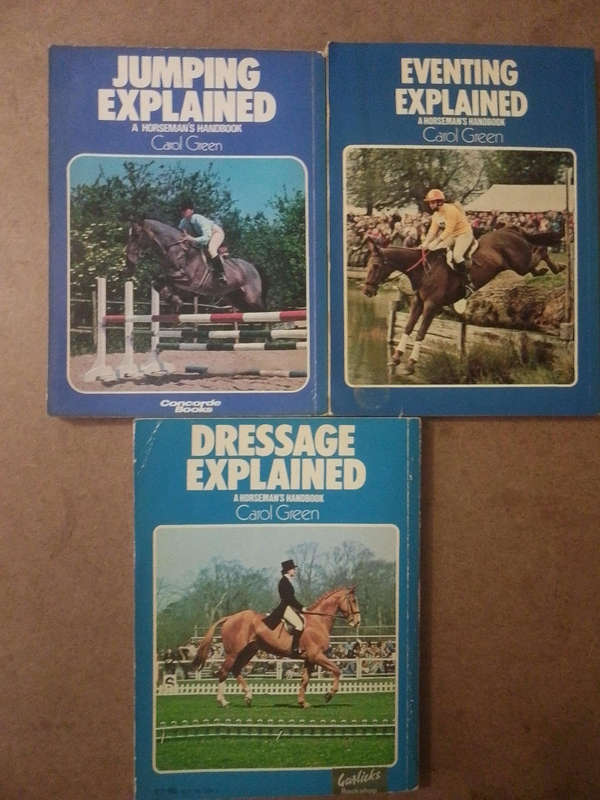 JUMPING
EXPLAINED
A HORSEMAN'S HANDBOOK
Carol Green
Concorde
Books
EVENTING
EXPLAINED
A HORSEMAN'S HANDBOOK
Carol Green
DRESSAGE
EXPLAINED
A HORSEMAN'S HANDBOOK
Carol Green
Garlicks
Bookshop